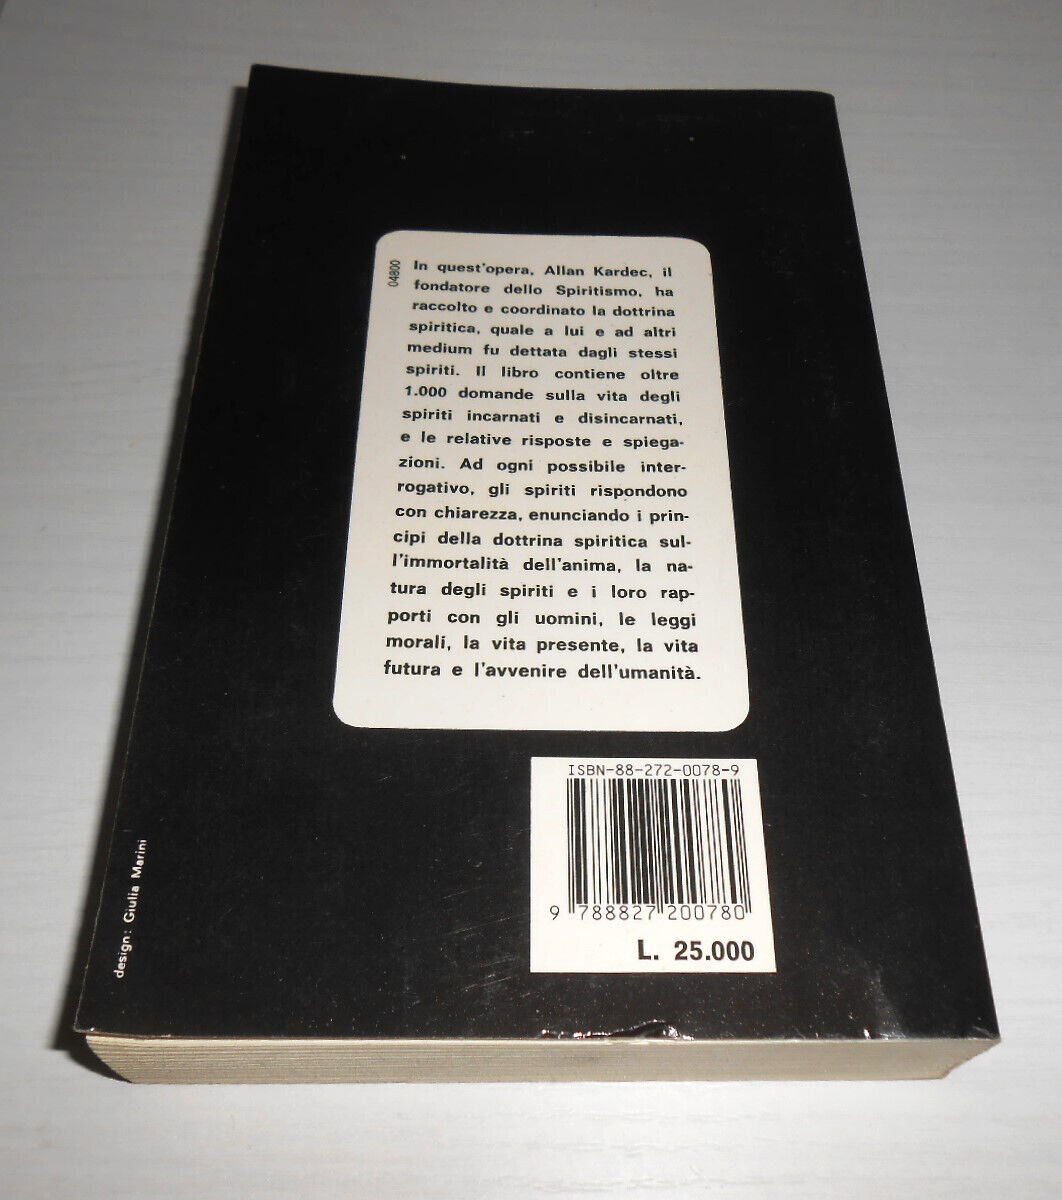 04800
In quest'opera, Allan Kardec, il
fondatore dello Spiritismo, ha
raccolto e coordinato la dottrina
spiritica, quale a lui e ad altri
medium fu dettata dagli stessi
spiriti. Il libro contiene oltre
1.000 domande sulla vita degli
spiriti incarnati e disincarnati,
e le relative risposte e spiega-
zioni. Ad ogni possibile inter-
rogativo, gli spiriti rispondono
con chiarezza, enunciando i prin-
cipi della dottrina spiritica sul-
l'immortalità dell'anima, la na-
tura degli spiriti e i loro rap-
porti con gli uomini, le leggi
morali, la vita presente, la vita
futura e l'avvenire dell'umanità.
ISBN-88-272-0078-9
9 788827 200780
L. 25.000
design: Giulia Marini